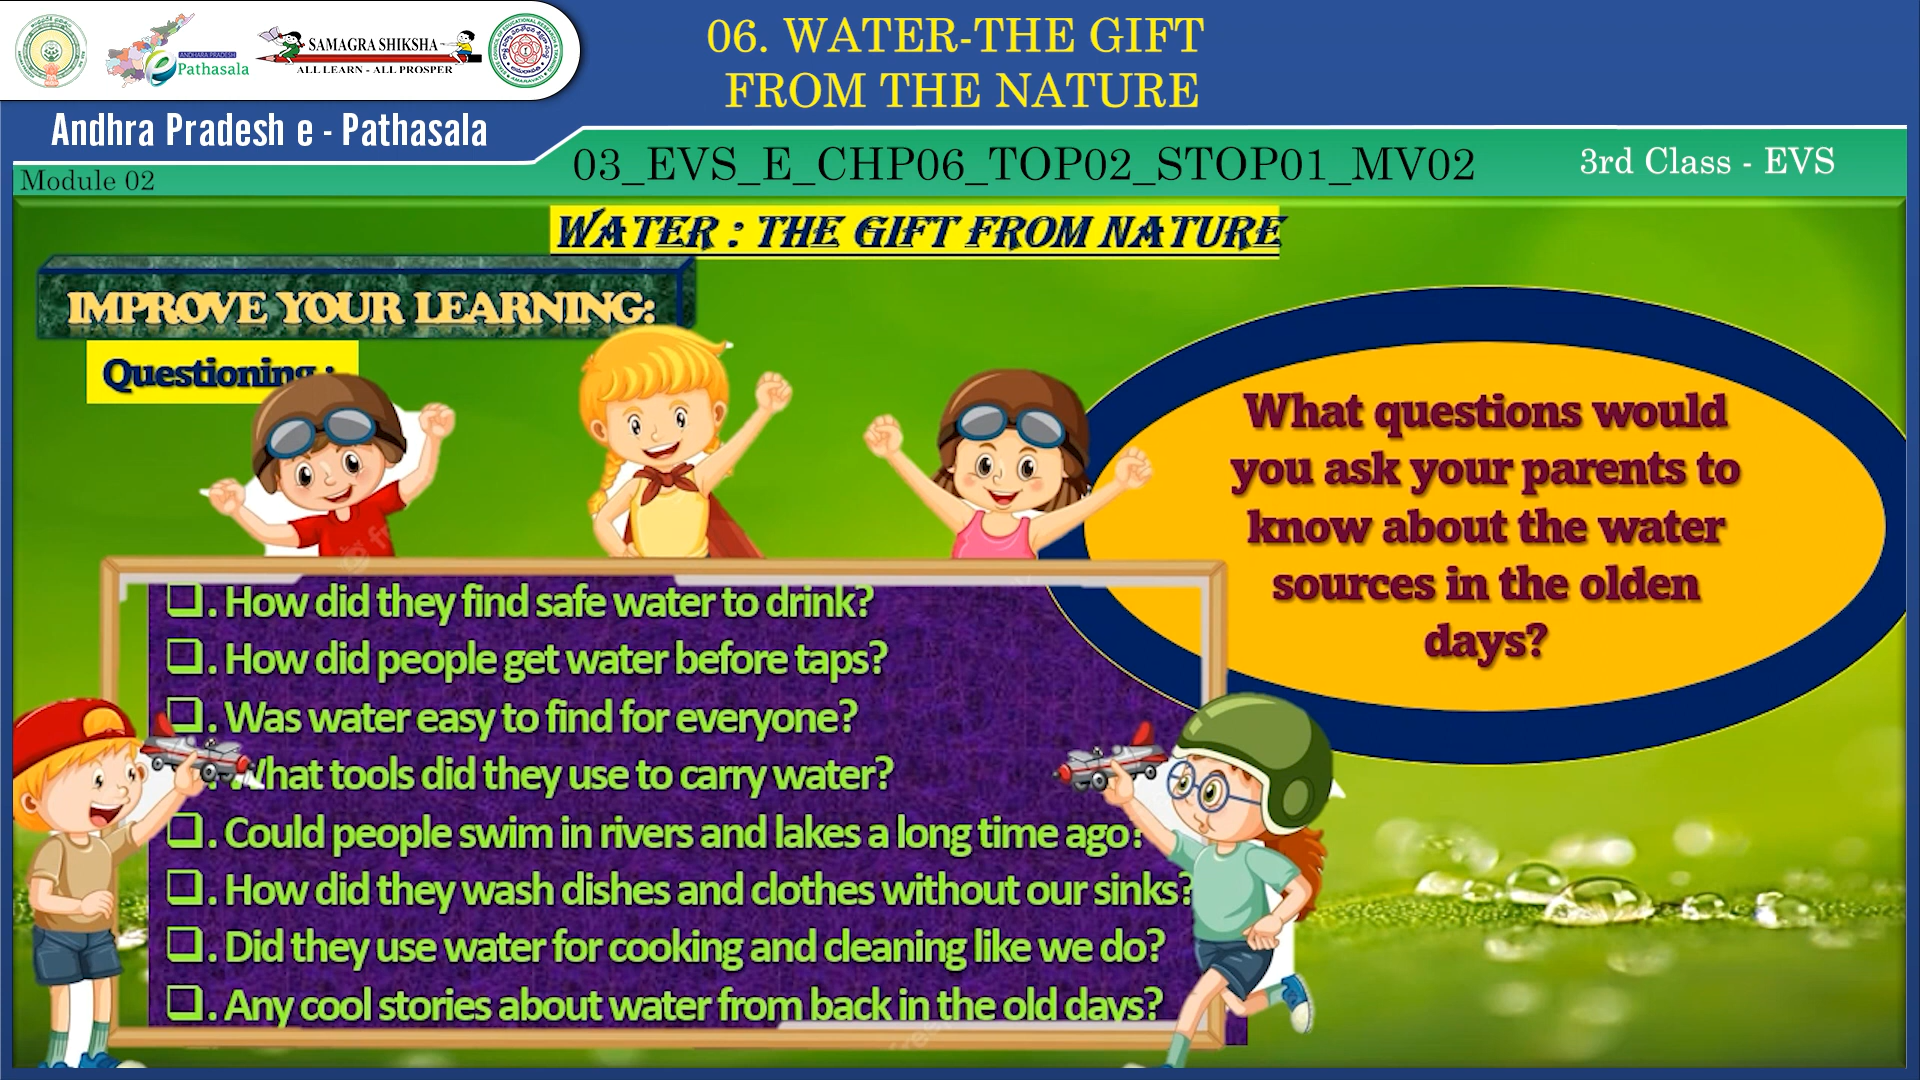 SAMAGRA SHIKSHA
ALL LEARN - ALL PROSPER
ANDHRA PRADESH
e Pathasala
Andhra Pradesh e - Pathasala
06. WATER-THE GIFT
FROM THE NATURE
Module 02
03_EVS_E_CHP06_TOP02_STOP01_MV02
3rd Class - EVS
WATER : THE GIFT FROM NATURE
IMPROVE YOUR LEARNING:
Questioning :
What questions would
you ask your parents to
know about the water
sources in the olden
days?
❑. How did they find safe water to drink?
❑. How did people get water before taps?
❑. Was water easy to find for everyone?
. What tools did they use to carry water?
❑. Could people swim in rivers and lakes a long time ago?
❑. How did they wash dishes and clothes without our sinks?
❑. Did they use water for cooking and cleaning like we do?
❑. Any cool stories about water from back in the old days?